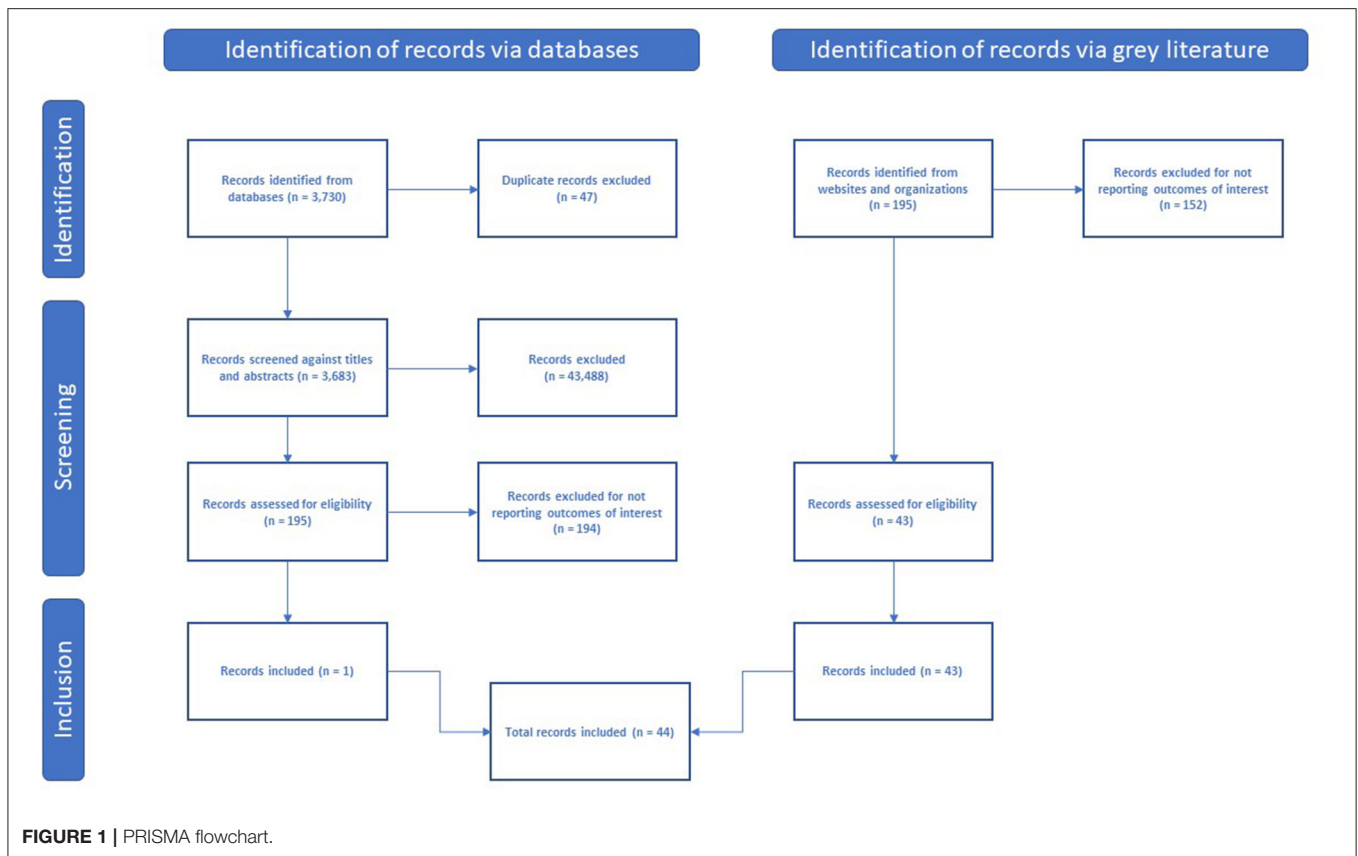 Identification of records via databases
Identification of records via grey literature
Identification
Records identified from
databases (n = 3,730)
Duplicate records excluded
(n = 47)
Records identified from
websites and organizations
(n = 195)
Records excluded for not
reporting outcomes of interest
(n = 152)
Screening
Records screened against titles
and abstracts (n = 3,683)
Records excluded
(n = 43,488)
Records assessed for eligibility
(n = 195)
Records excluded for not
reporting outcomes of interest
(n = 194)
Records assessed for eligibility
(n = 43)
Inclusion
Records included (n = 1)
Records included (n = 43)
Total records included (n = 44)
FIGURE 1 | PRISMA flowchart.